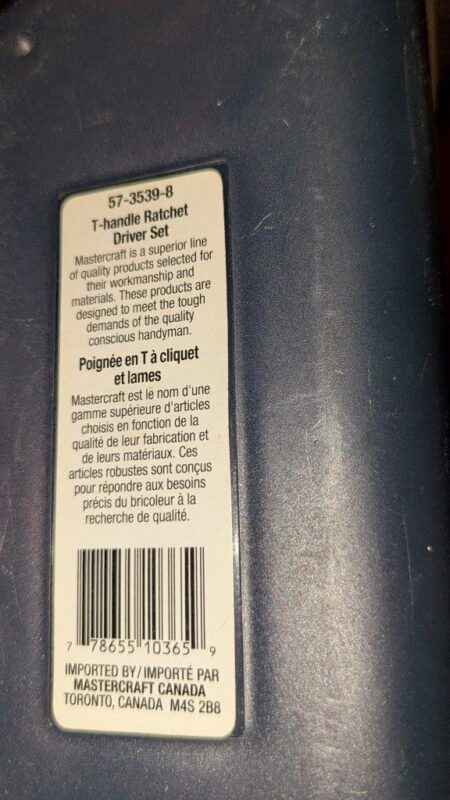 57-3539-8
T-handle Ratchet
Driver Set
Mastercraft is a superior line
of quality products selected for
their workmanship and
materials. These products are
designed to meet the tough
demands of the quality
conscious handyman.
Poignée en T à cliquet
et lames
Mastercraft est le nom d'une
gamme supérieure d'articles
choisis en fonction de la
qualité de leur fabrication et
de leurs matériaux. Ces
articles robustes sont conçus
pour répondre aux besoins
précis du bricoleur à la
recherche de qualité.
7 78655 10365 9
IMPORTED BY / IMPORTÉ PAR
MASTERCRAFT CANADA
TORONTO, CANADA M4S 2B8